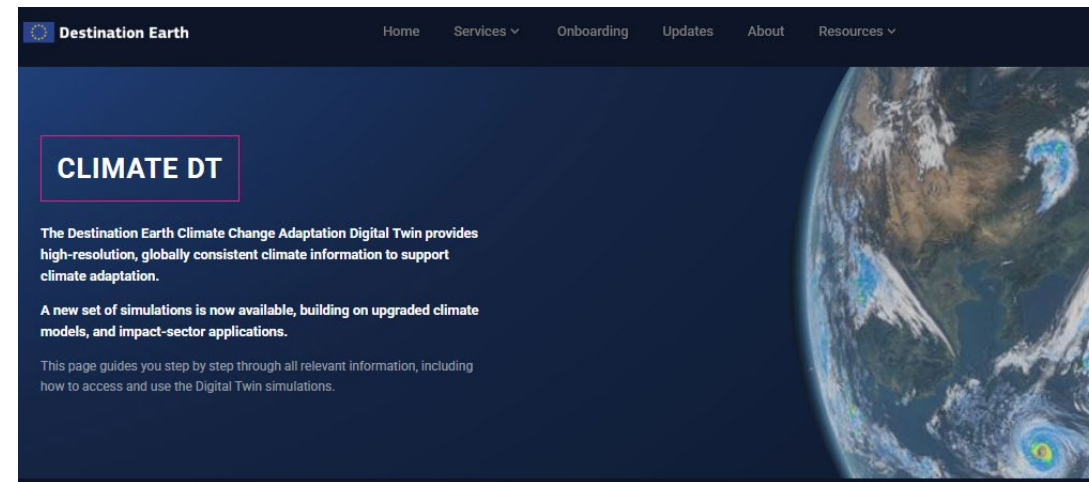 Destination Earth
Home Services Onboarding Updates About Resources
CLIMATE DT
The Destination Earth Climate Change Adaptation Digital Twin provides
high-resolution, globally consistent climate information to support
climate adaptation.
A new set of simulations is now available, building on upgraded climate
models, and impact-sector applications.
This page guides you step by step through all relevant information, including
how to access and use the Digital Twin simulations.